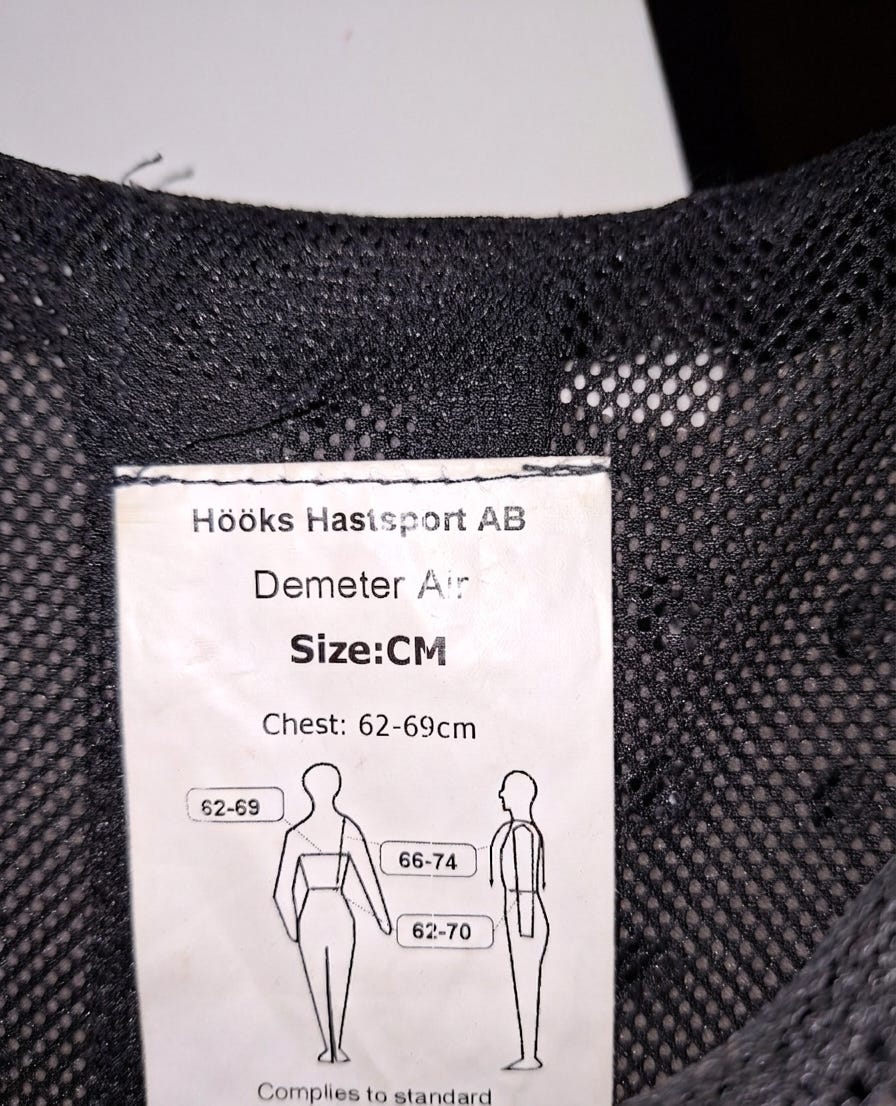 Hööks Hastsport AB
Demeter Air
Size:CM
Chest: 62-69cm
62-69
66-74
62-70
Complies to standard